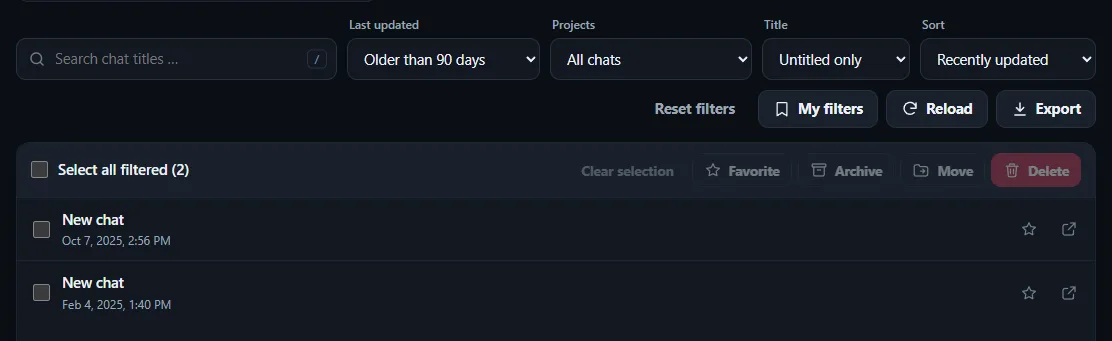 Last updated
Projects
Title
Sort
Search chat titles ...
/
Older than 90 days
All chats
Untitled only
Recently updated
Reset filters
My filters
Reload
Export
Select all filtered (2)
Clear selection
Favorite
Archive
Move
Delete
New chat
Oct 7, 2025, 2:56 PM
New chat
Feb 4, 2025, 1:40 PM